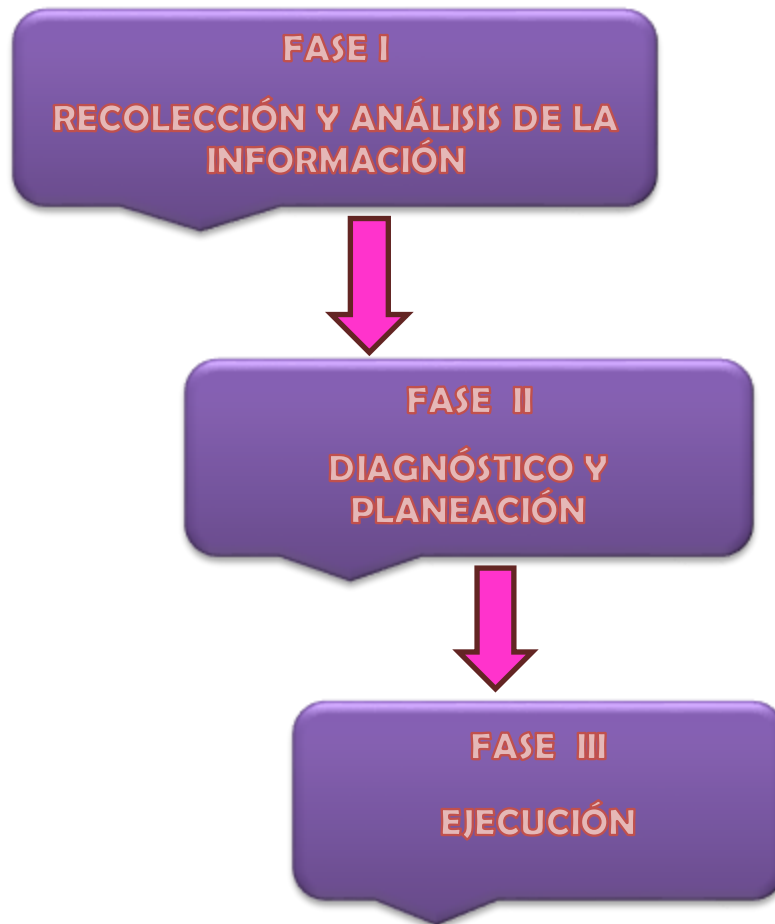 FASE I
RECOLECCIÓN Y ANÁLISIS DE LA
INFORMACIÓN
FASE II
DIAGNÓSTICO Y
PLANEACIÓN
FASE III
EJECUCIÓN